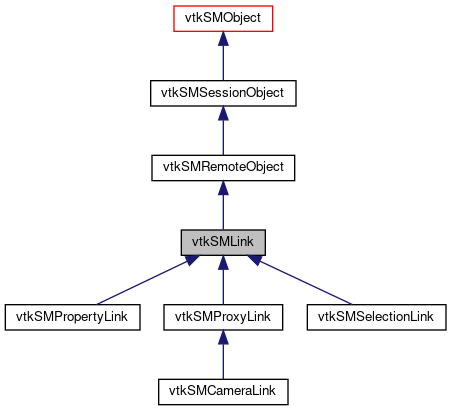 vtkSMObject
vtkSMSessionObject
vtkSMRemoteObject
vtkSMLink
vtkSMPropertyLink
vtkSMProxyLink
vtkSMSelectionLink
vtkSMCameraLink